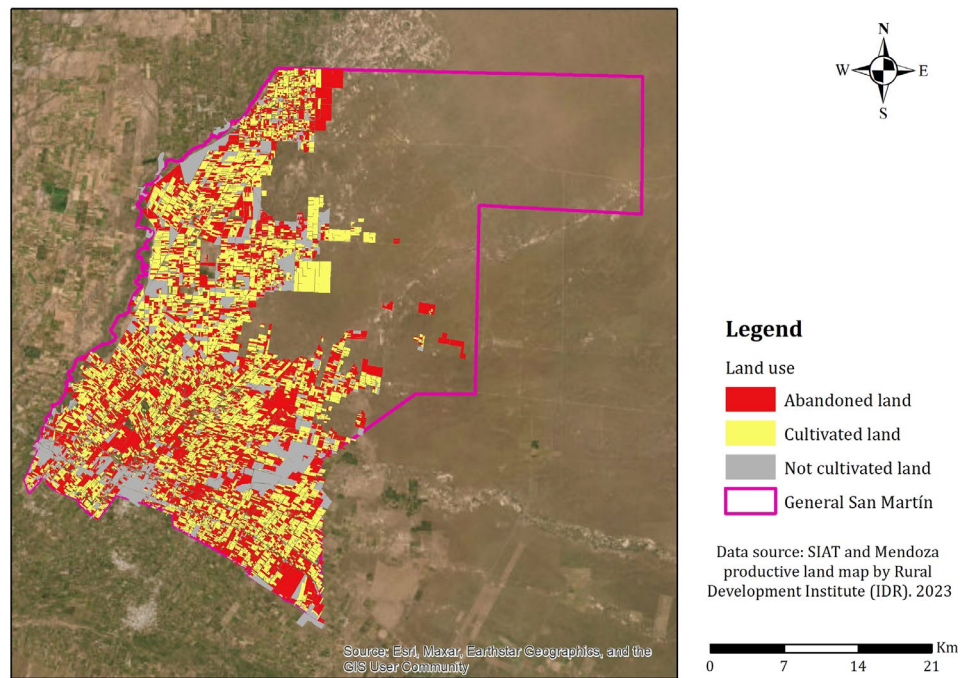 N
W
E
S
Legend
Land use
Abandoned land
Cultivated land
Not cultivated land
General San Martín
Data source: SIAT and Mendoza
productive land map by Rural
Development Institute (IDR). 2023
Source: Esri, Maxar, Earthstar Geographics, and the
GIS User Community
Km
0 7 14 21